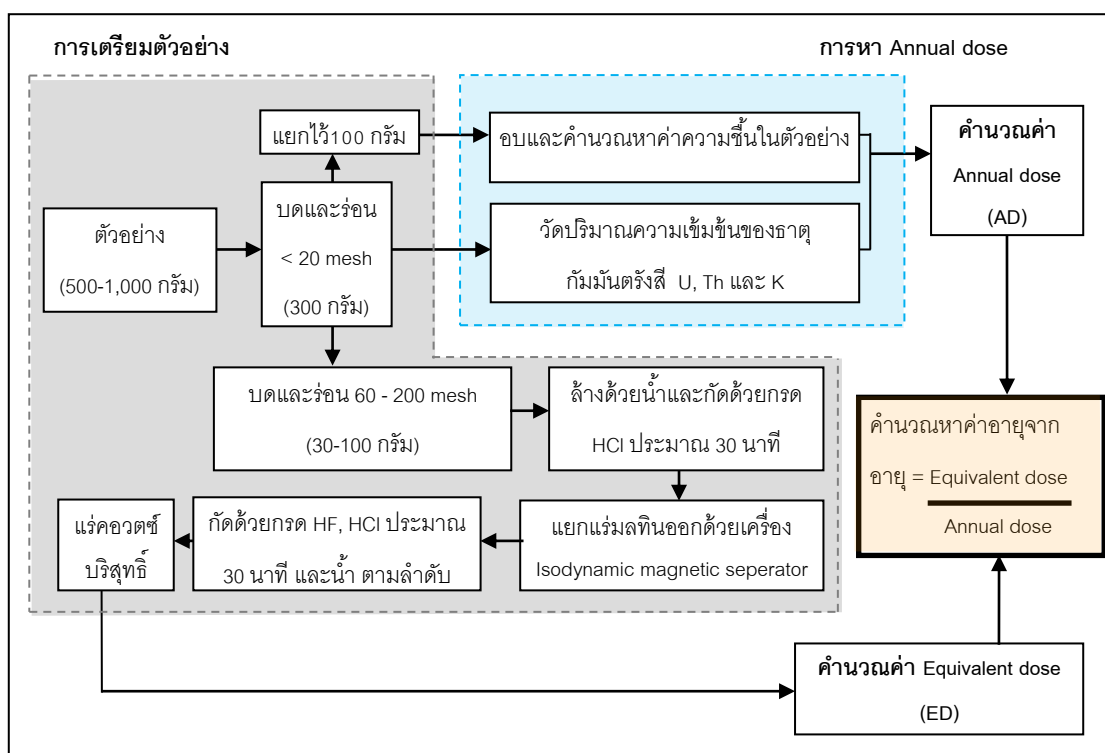 การเตรียมตัวอย่าง
การหา Annual dose
แยกไว้100 กรัม
อบและคำนวณหาค่าความชื้นในตัวอย่าง
คำนวณค่า
Annual dose
(AD)
ตัวอย่าง
(500-1,000 กรัม)
บดและร่อน
< 20 mesh
(300 กรัม)
วัดปริมาณความเข้มข้นของธาตุ
กัมมันตรังสี U, Th และ K
บดและร่อน 60 - 200 mesh
(30-100 กรัม)
ล้างด้วยน้ำและกัดด้วยกรด
HCl ประมาณ 30 นาที
คำนวณหาค่าอายุจาก
อายุ = Equivalent dose
Annual dose
แร่คอวตซ์
บริสุทธิ์
กัดด้วยกรด HF, HCl ประมาณ
30 นาที และน้ำ ตามลำดับ
แยกแร่มลทินออกด้วยเครื่อง
Isodynamic magnetic seperator
คำนวณค่า Equivalent dose
(ED)